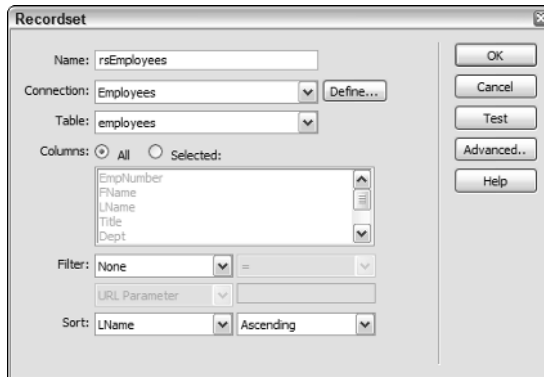 Recordset
Name: rsEmployees
OK
Connection: Employees Define...
Cancel
Table: employees
Test
Columns: All Selected:
Advanced..
EmpNumber
FName
LName
Title
Dept
Help
Filter: None =
URL Parameter
Sort: LName Ascending